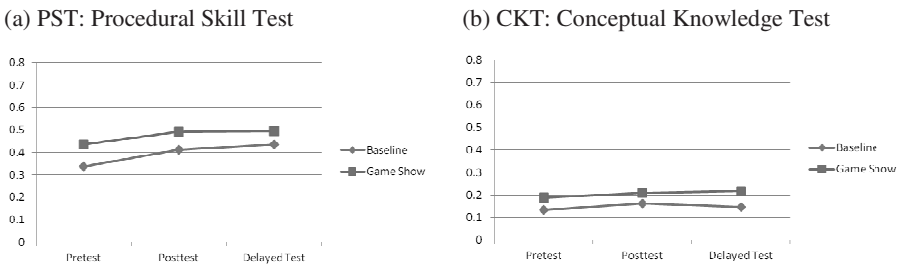 (a) PST: Procedural Skill Test
0.8
0.7
0.6
0.5
0.4
0.3
0.2
0.1
0
Pretest
Posttest
Delayed Test
Baseline
Game Show
(b) CKT: Conceptual Knowledge Test
0.8
0.7
0.6
0.5
0.4
0.3
0.2
0.1
0
Pretest
Posttest
Delayed Test
Baseline
Game Show